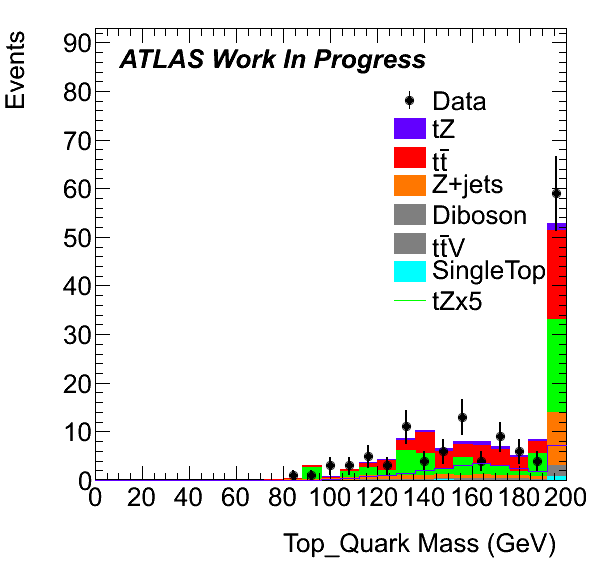 Events
90
80
70
60
50
40
30
20
10
0
ATLAS Work In Progress
Data
tZ
tt̄
Z+jets
Diboson
tt̄V
SingleTop
tZx5
0 20 40 60 80 100 120 140 160 180 200
Top_Quark Mass (GeV)